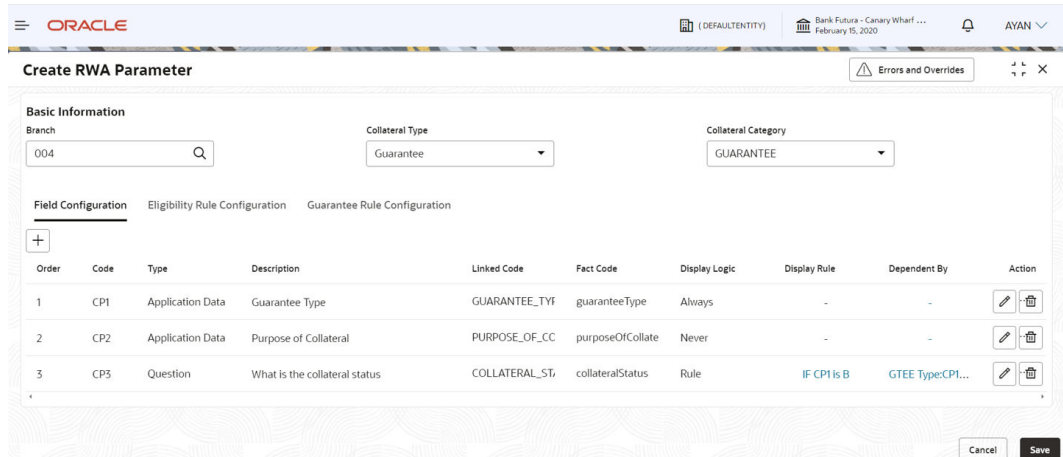 ORACLE
( DEFAULTENTITY)
Bank Futura - Canary Wharf ...
February 15, 2020
AYAN
Create RWA Parameter
Errors and Overrides
Basic Information
Branch
Collateral Type
Collateral Category
004
Guarantee
GUARANTEE
Field Configuration Eligibility Rule Configuration Guarantee Rule Configuration
Order Code Type Description Linked Code Fact Code Display Logic Display Rule Dependent By Action
1 CP1 Application Data Guarantee Type GUARANTEE_TYF guaranteeType Always - -
2 CP2 Application Data Purpose of Collateral PURPOSE_OF_CC purposeOfCollate Never - -
3 CP3 Question What is the collateral status COLLATERAL_ST collateralStatus Rule IF CP1 is B GTEE Type:CP1...
Cancel Save